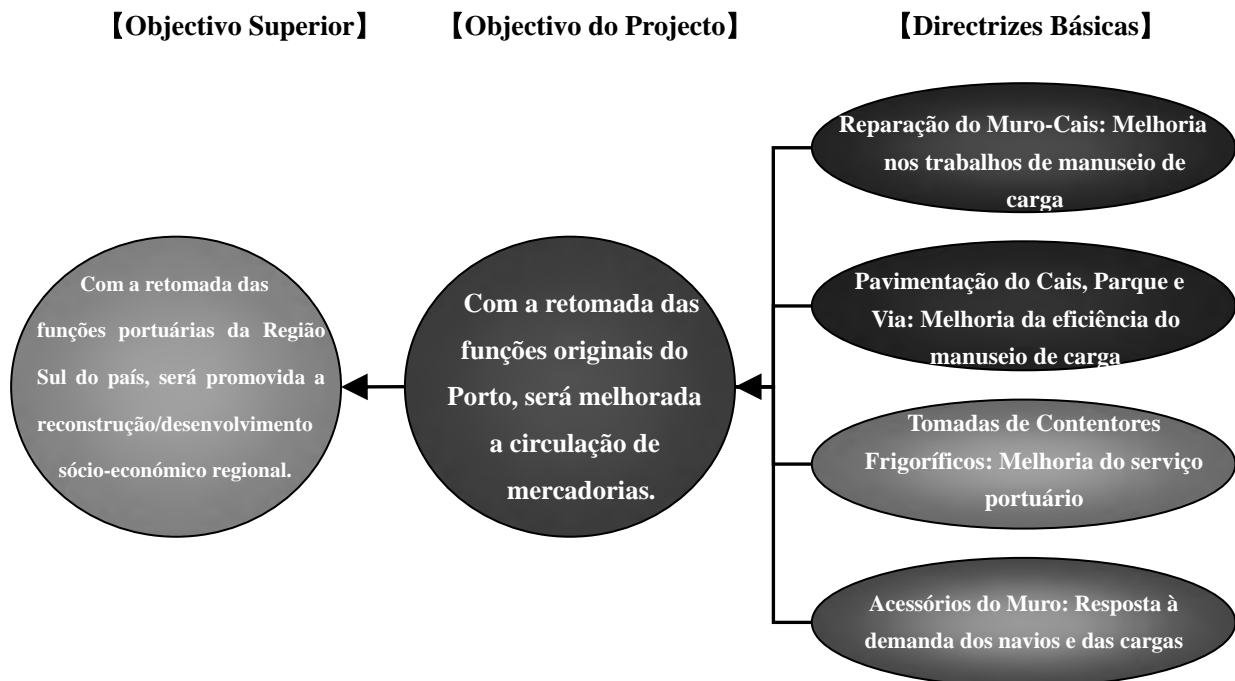 【Objectivo Superior】 【Objectivo do Projecto】 【Directrizes Básicas】
Com a retomada das
funções portuárias da Região
Sul do país, será promovida a
reconstrução/desenvolvimento
sócio-económico regional.
Com a retomada das
funções originais do
Porto, será melhorada
a circulação de
mercadorias.
Reparação do Muro-Cais: Melhoria
nos trabalhos de manuseio de
carga
Pavimentação do Cais, Parque e
Via: Melhoria da eficiência do
manuseio de carga
Tomadas de Contentores
Frigoríficos: Melhoria do serviço
portuário
Acessórios do Muro: Resposta à
demanda dos navios e das cargas